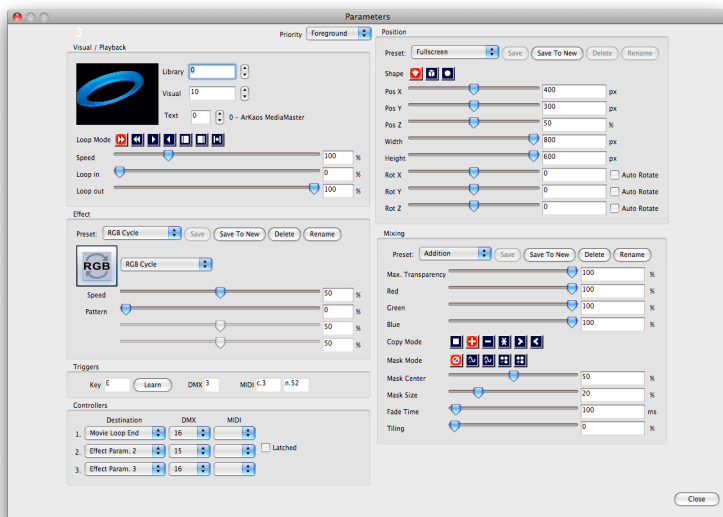 Parameters
3
Priority Foreground
Visual / Playback
Library 0
Visual 10
Text 0 0 - ArKaos MediaMaster
Loop Mode
Speed 100 %
Loop in 0 %
Loop out 100 %
Effect
Preset: RGB Cycle Save Save To New Delete Rename
RGB RGB Cycle
Speed 50 %
Pattern 0 %
50 %
50 %
Triggers
Key E Learn DMX 3 MIDI c.3 n.52
Controllers
Destination DMX MIDI
1. Movie Loop End 16
2. Effect Param. 2 15 Latched
3. Effect Param. 3 16
Position
Preset: Fullscreen Save Save To New Delete Rename
Shape
Pos X 400 px
Pos Y 300 px
Pos Z 50 %
Width 800 px
Height 600 px
Rot X 0 Auto Rotate
Rot Y 0 Auto Rotate
Rot Z 0 Auto Rotate
Mixing
Preset: Addition Save Save To New Delete Rename
Max. Transparency 100 %
Red 100 %
Green 100 %
Blue 100 %
Copy Mode
Mask Mode
Mask Center 50 %
Mask Size 20 %
Fade Time 100 ms
Tiling 0 %
Close